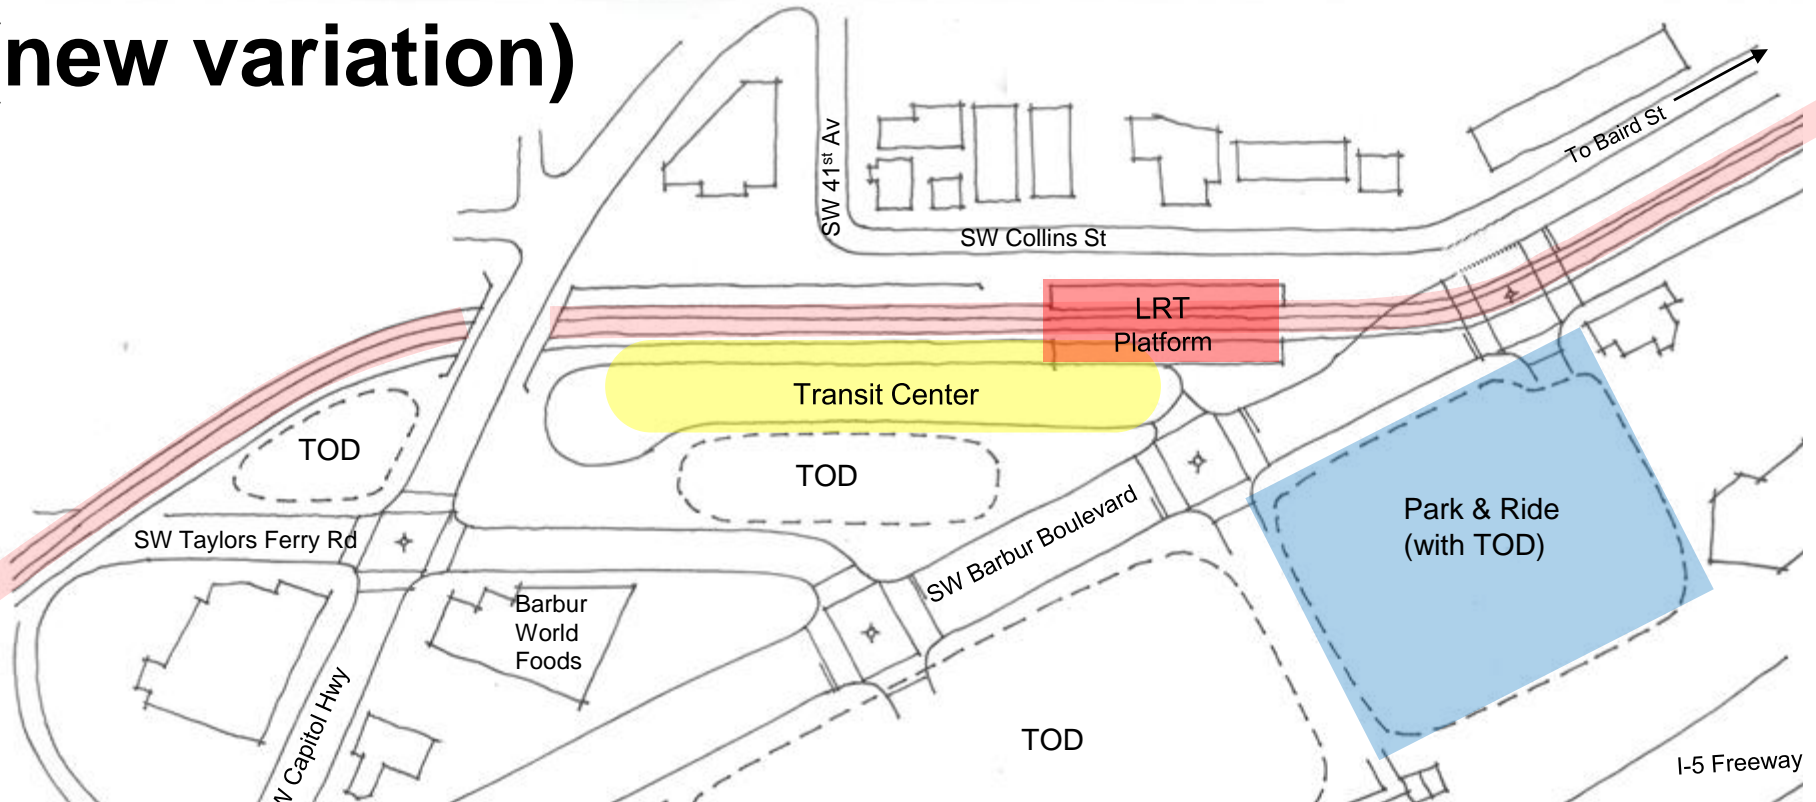 (new variation)
SW 41st Av
To Baird St
SW Collins St
LRT
Platform
Transit Center
TOD
TOD
SW Taylors Ferry Rd
SW Barbur Boulevard
Park & Ride
(with TOD)
Barbur
World
Foods
W Capitol Hwy
TOD
I-5 Freeway